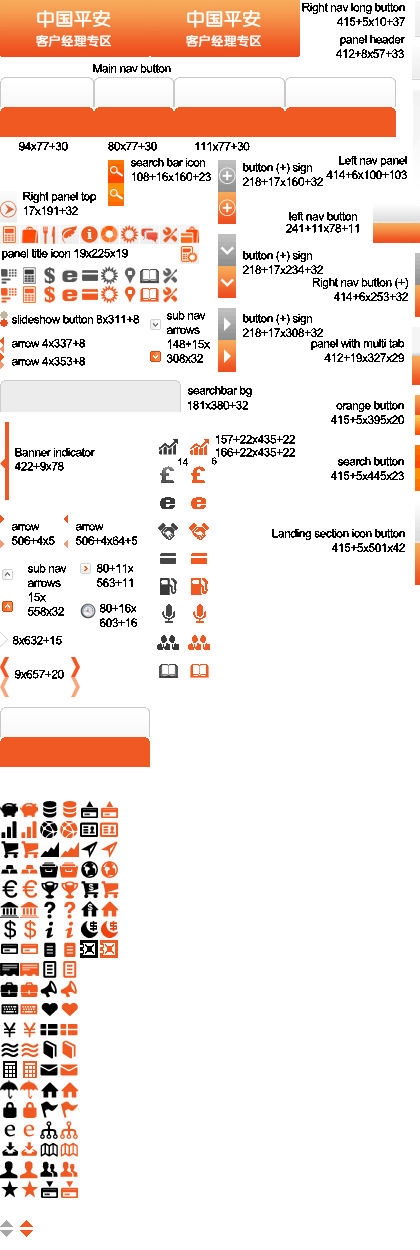 中国平安
中国平安
客户经理专区
客户经理专区
Right nav long button
415+5x10+37
panel header
412+8x57+33
Main nav button
94x77+30
80x77+30
111x77+30
search bar icon
108+16x160+23
button (+) sign
218+17x160+32
Left nav panel
414+6x100+103
Right panel top
17x191+32
left nav button
241+11x78+11
panel title icon 19x225x19
button (+) sign
218+17x234+32
Right nav button (+)
414+6x253+32
slideshow button 8x311+8
sub nav
arrows
148+15x
308x32
button (+) sign
218+17x308+32
arrow 4x337+8
arrow 4x353+8
panel with multi tab
412+19x327x29
searchbar bg
181x380+32
orange button
415+5x395x20
Banner indicator
422+9x78
157+22x435+22
166+22x435+22
14
6
search button
415+5x445x23
arrow
506+4x5
arrow
506+4x64+5
Landing section icon button
415+5x501x42
sub nav
arrows
15x
558x32
80+11x
563+11
80+16x
603+16
8x632+15
9x657+20